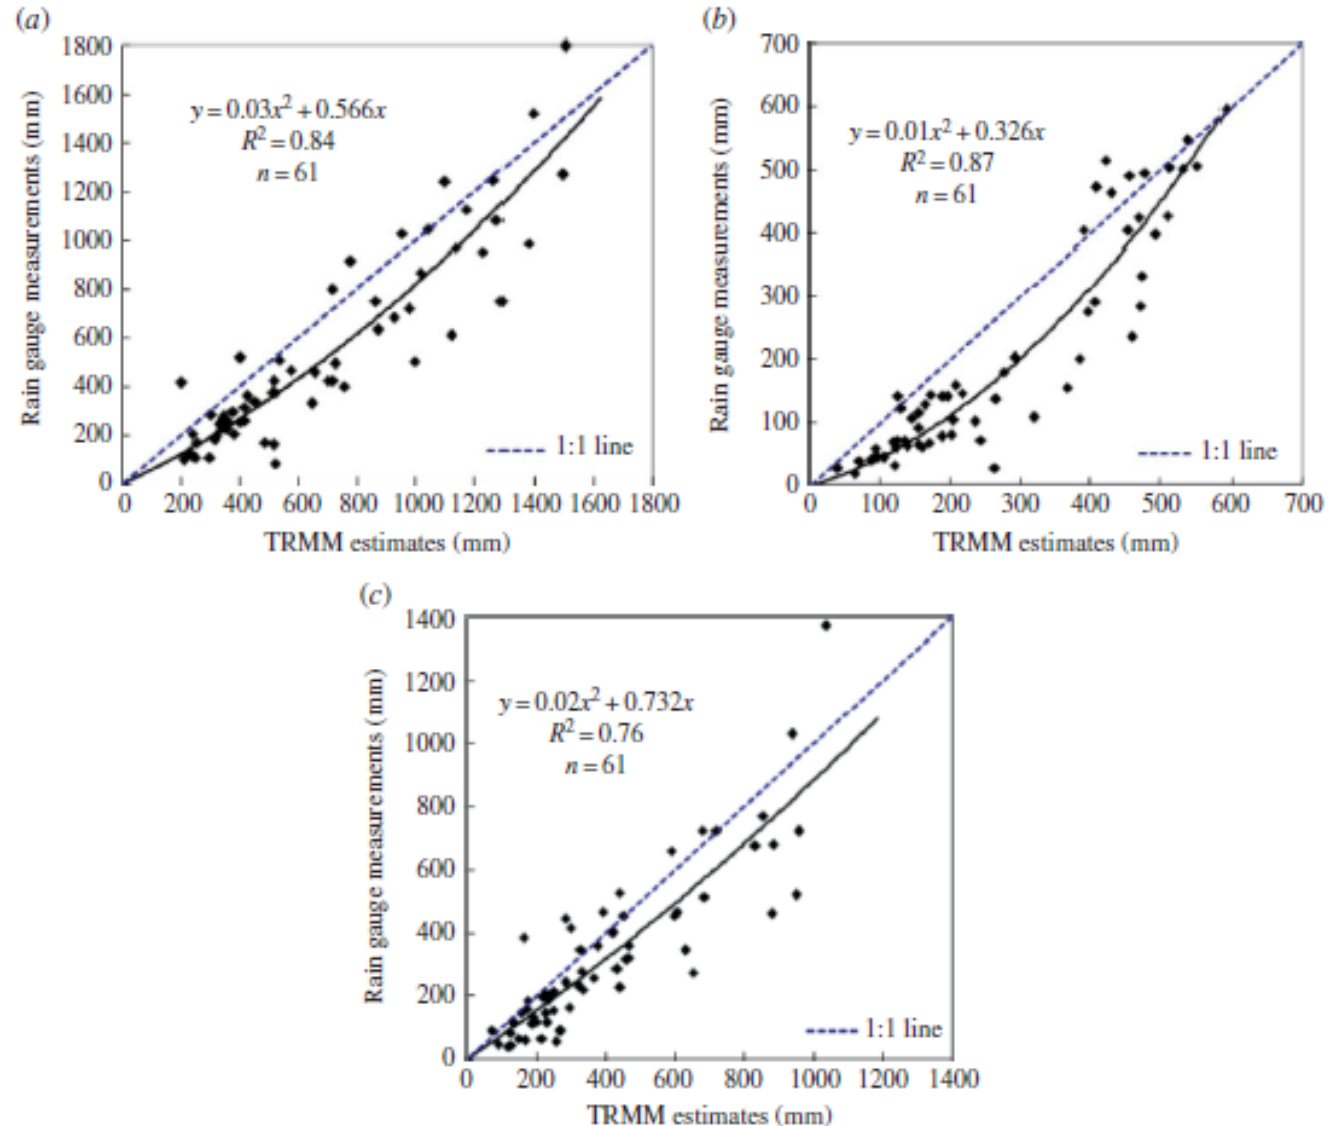 (a)
1800
1600
1400
1200
1000
800
600
400
200
0
Rain gauge measurements (mm)
y = 0.03x² + 0.566x
R² = 0.84
n = 61
1:1 line
0 200 400 600 800 1000 1200 1400 1600 1800
TRMM estimates (mm)
(b)
700
600
500
400
300
200
100
0
Rain gauge measurements (mm)
y = 0.01x² + 0.326x
R² = 0.87
n = 61
1:1 line
0 100 200 300 400 500 600 700
TRMM estimates (mm)
(c)
1400
1200
1000
800
600
400
200
0
Rain gauge measurements (mm)
y = 0.02x² + 0.732x
R² = 0.76
n = 61
1:1 line
0 200 400 600 800 1000 1200 1400
TRMM estimates (mm)